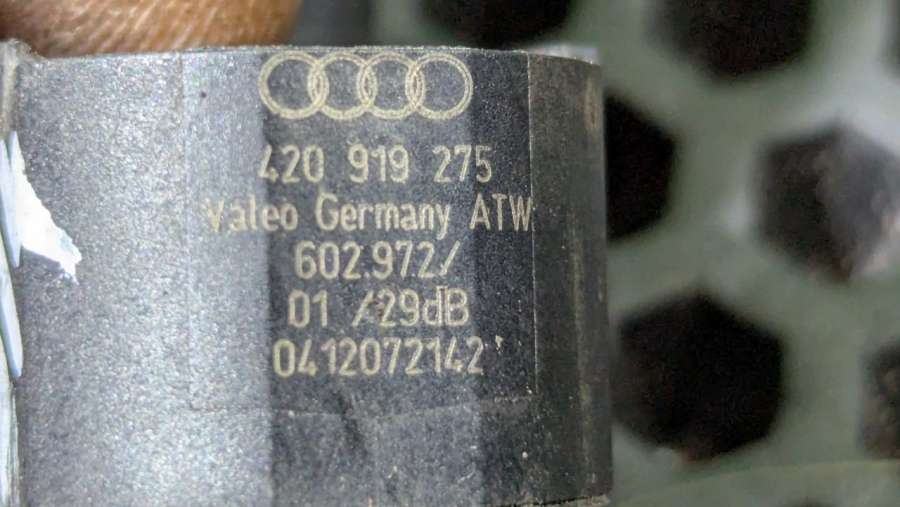 420 919 275
Valeo Germany ATW
602.972/
01 /29dB
0412072142